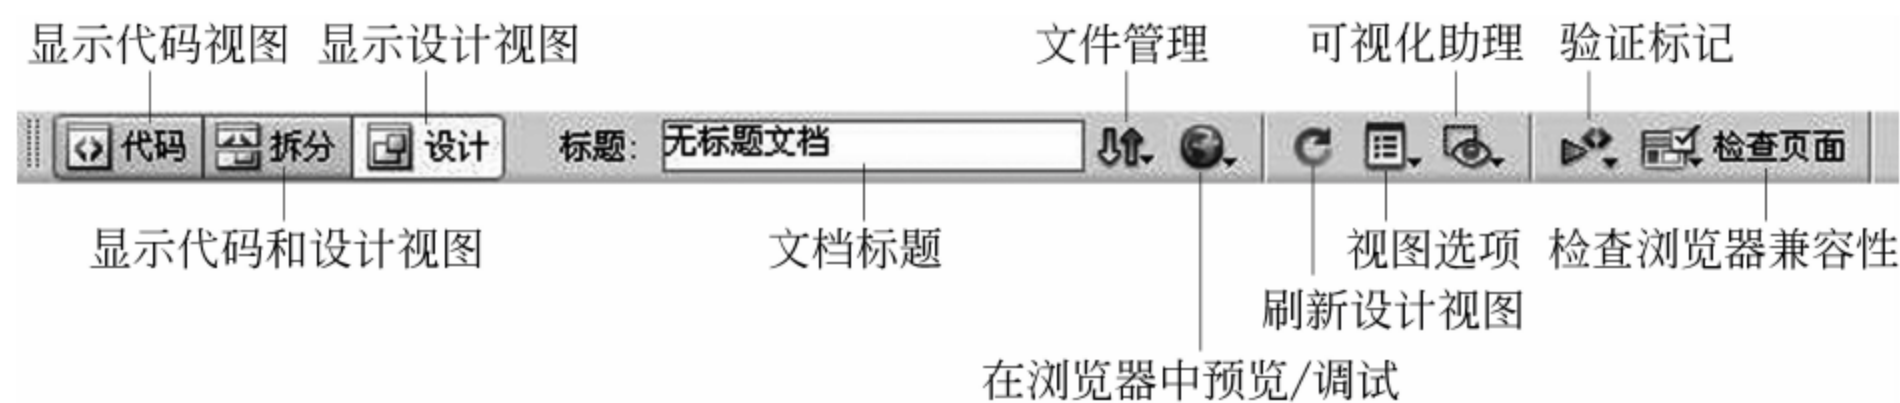 显示代码视图 显示设计视图 文件管理 可视化助理 验证标记
代码 拆分 设计 标题: 无标题文档 检查页面
显示代码和设计视图 文档标题 视图选项 检查浏览器兼容性
刷新设计视图
在浏览器中预览/调试